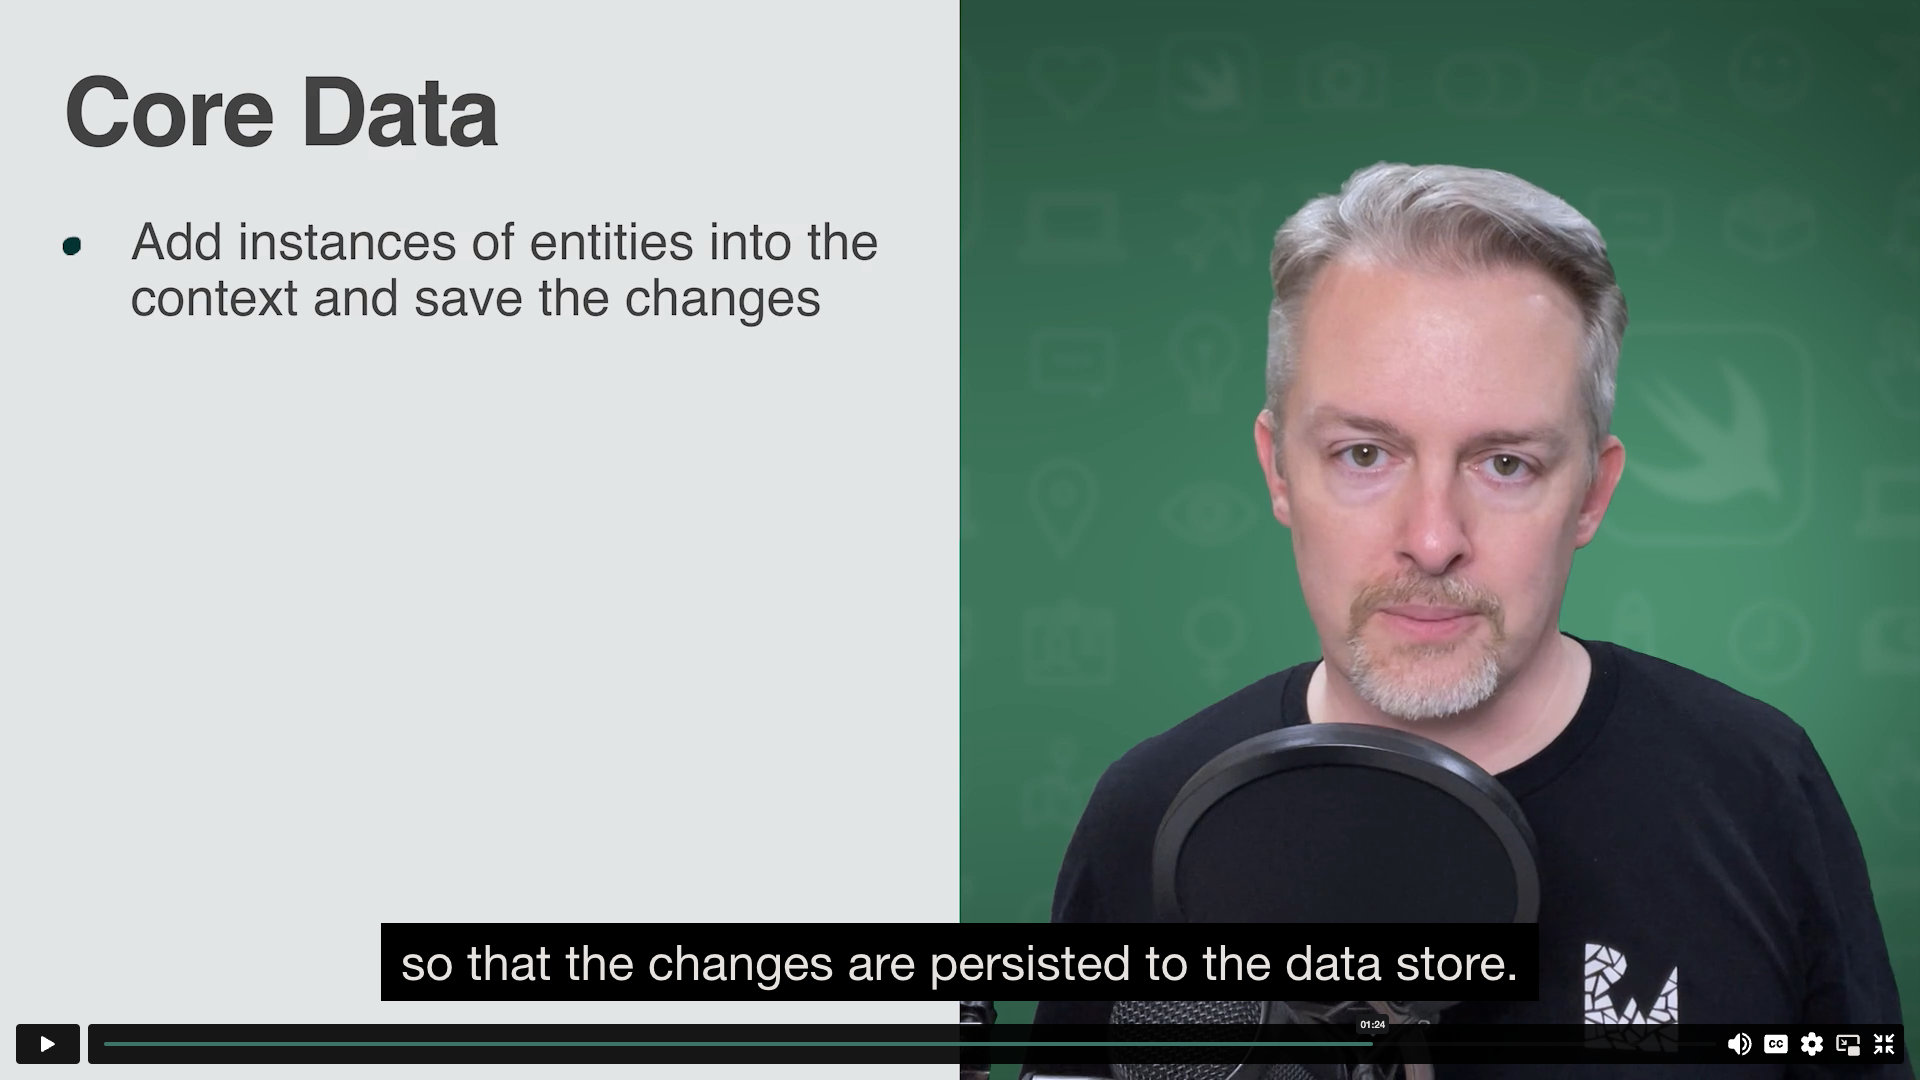 Core Data
• Add instances of entities into the
context and save the changes
so that the changes are persisted to the data store.
01:24
CC